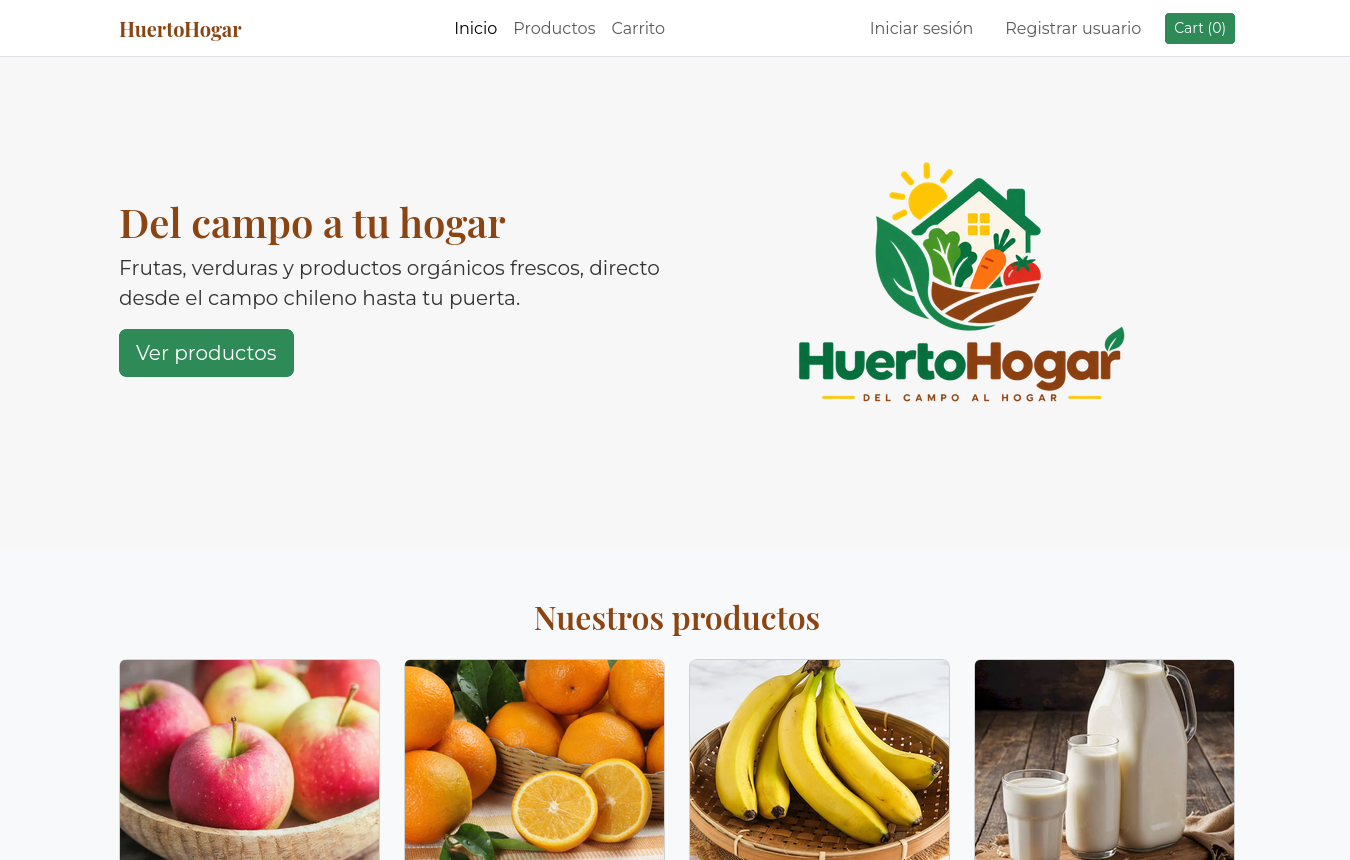 HuertoHogar
Inicio Productos Carrito
Iniciar sesión Registrar usuario Cart (0)
Del campo a tu hogar
Frutas, verduras y productos orgánicos frescos, directo
desde el campo chileno hasta tu puerta.
Ver productos
HuertoHogar
DEL CAMPO AL HOGAR
Nuestros productos